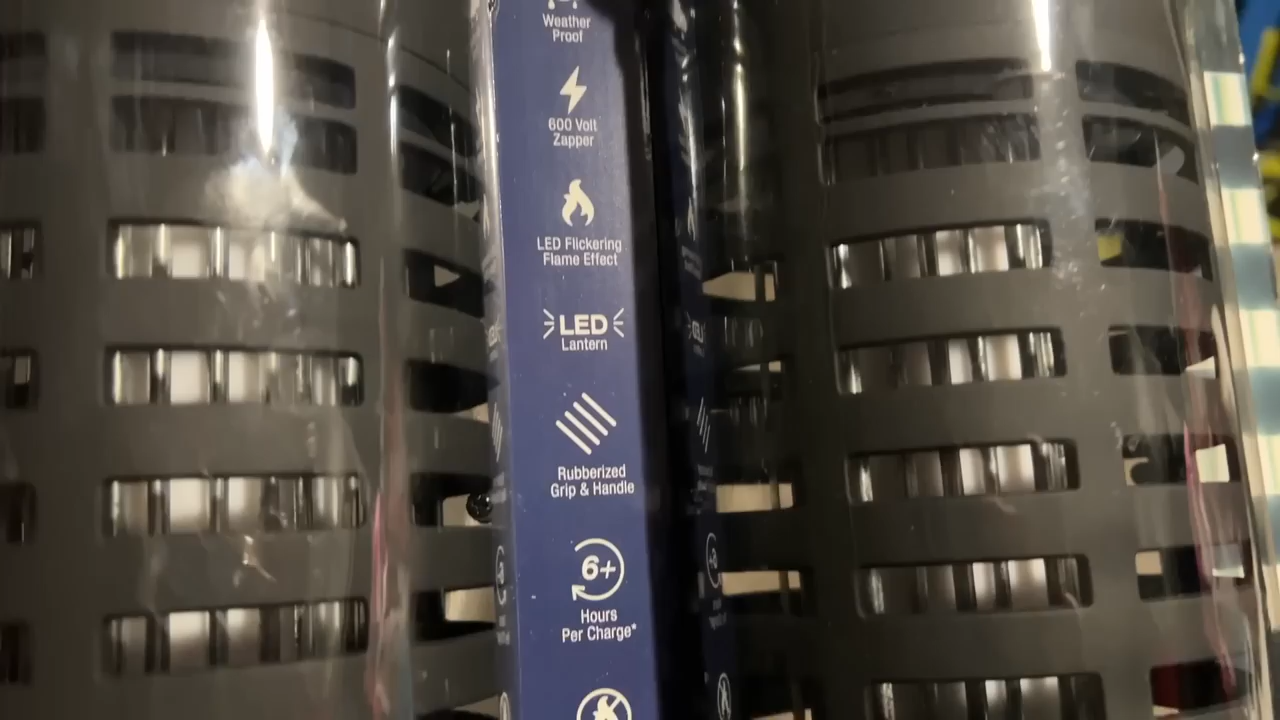 Weather
Proof
600 Volt
Zapper
LED Flickering
Flame Effect
LED
Lantern
Rubberized
Grip & Handle
6+
Hours
Per Charge*